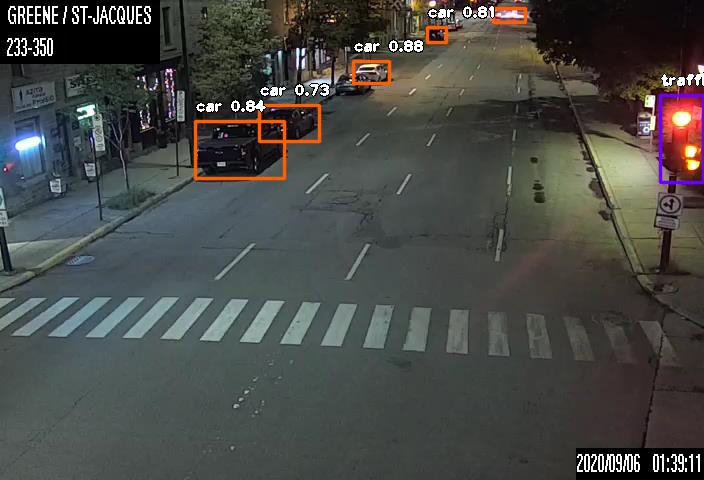 GREENE / ST-JACQUES
233-350
car 0.81
car 0.88
car 0.73
car 0.84
traffi
2020/09/06 01:39:11